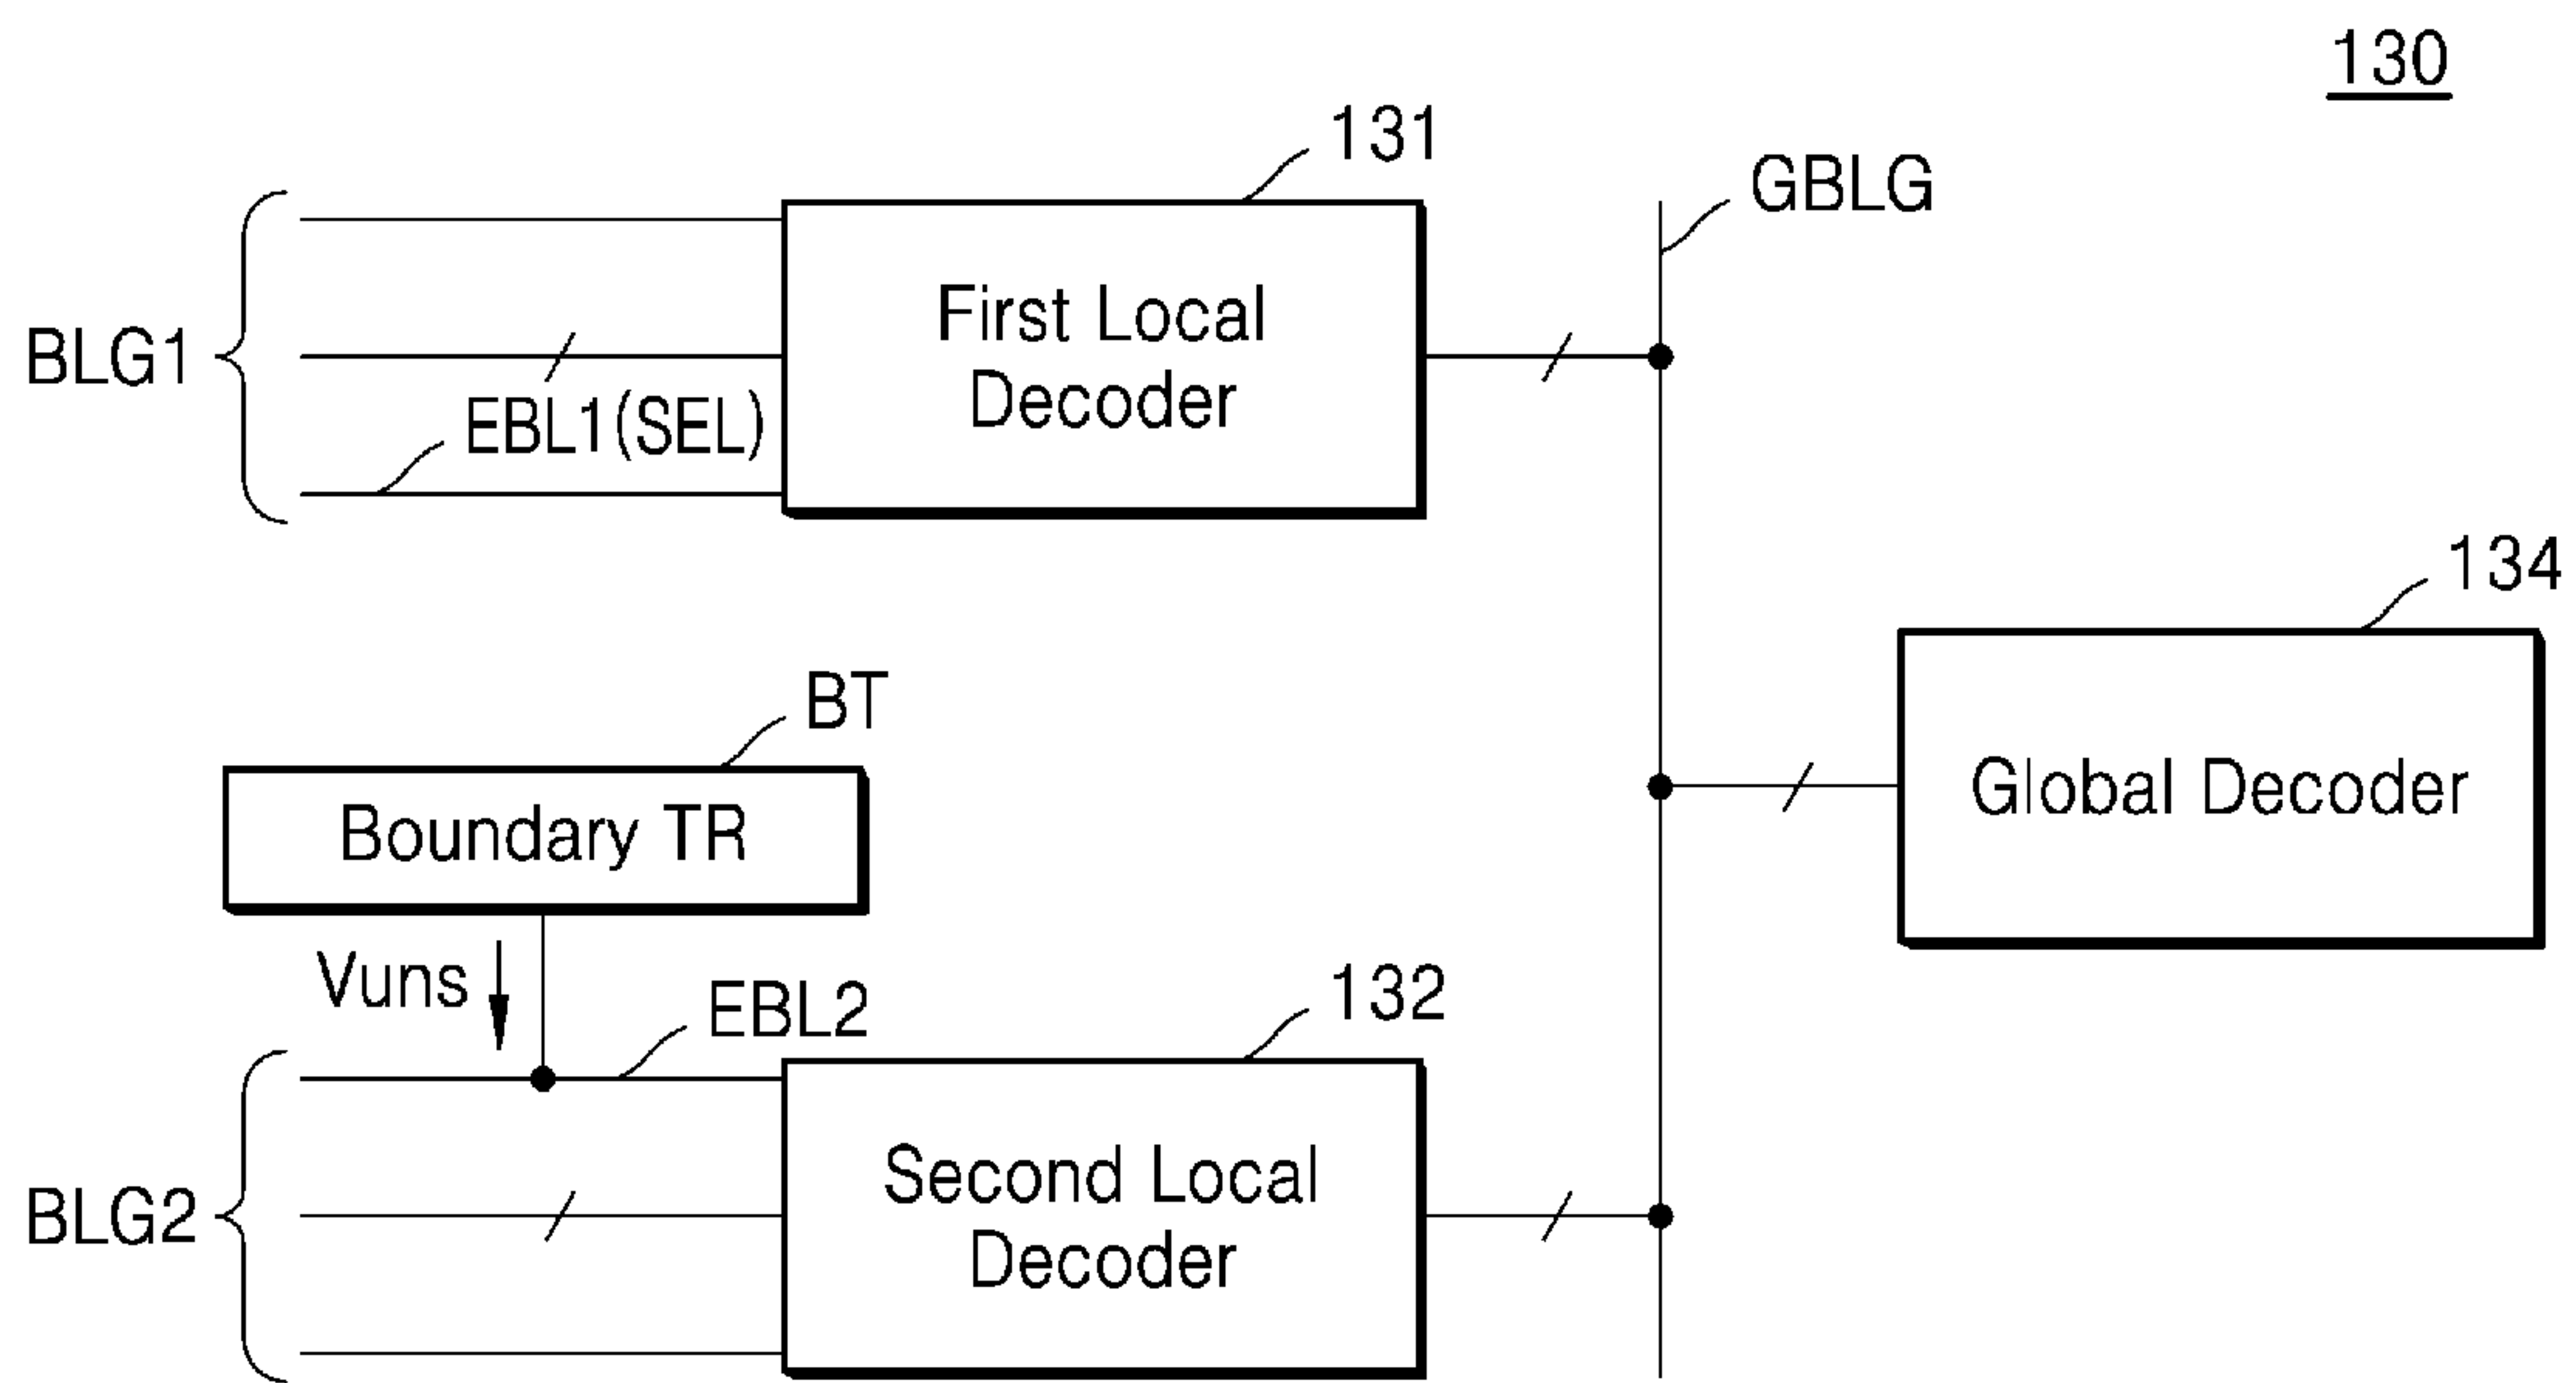 130
131
GBLG
First Local
Decoder
BLG1
EBL1(SEL)
134
BT
Boundary TR
Global Decoder
Vuns
EBL2
132
Second Local
Decoder
BLG2